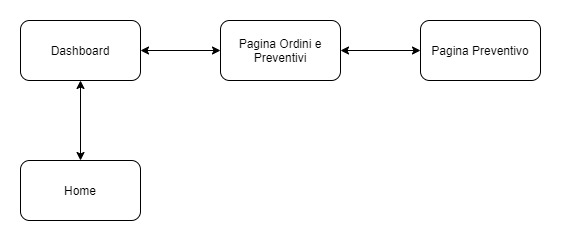 Dashboard
Pagina Ordini e
Preventivi
Pagina Preventivo
Home